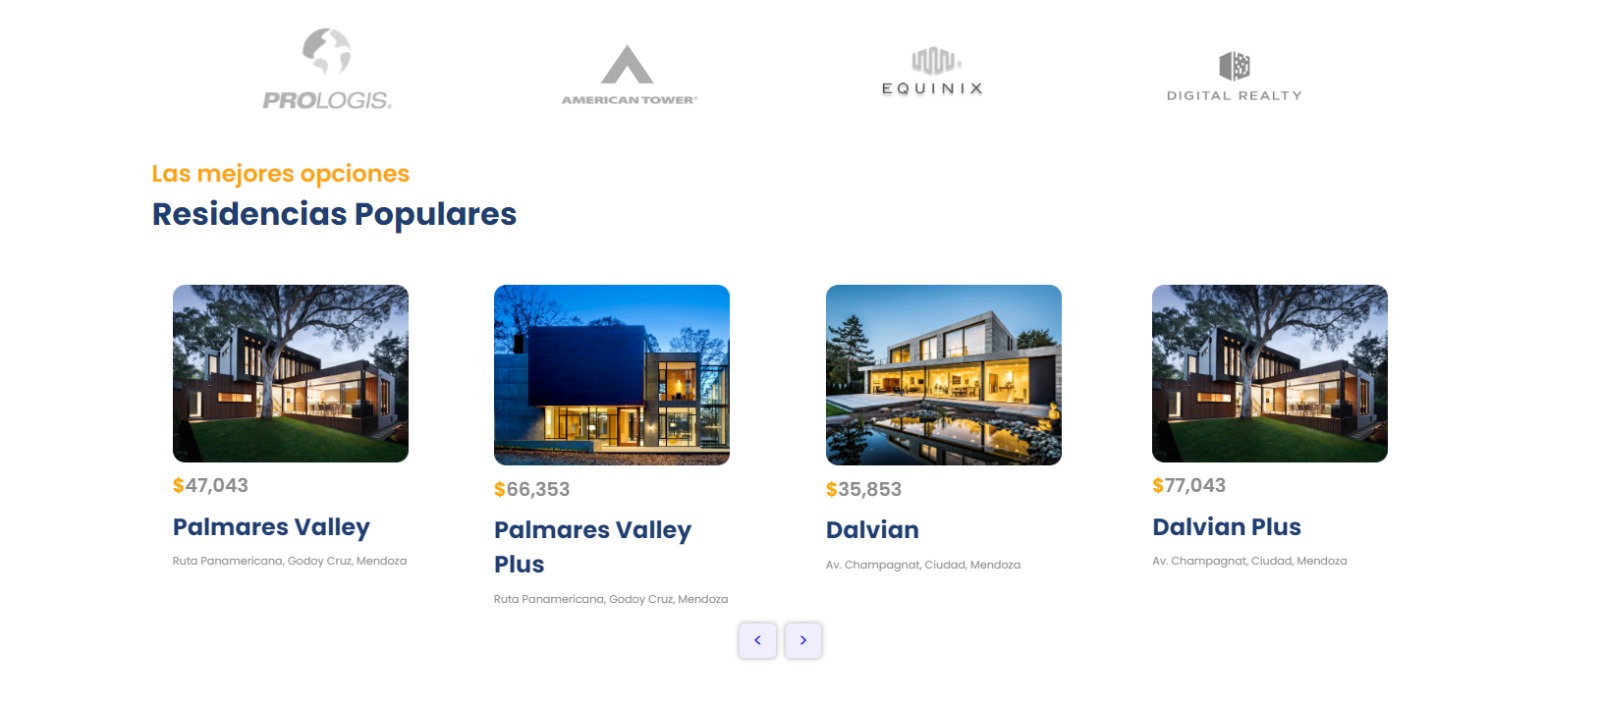 PROLOGIS®
AMERICAN TOWER®
EQUINIX
DIGITAL REALTY
Las mejores opciones
Residencias Populares
$47,043
Palmares Valley
Ruta Panamericana, Godoy Cruz, Mendoza
$66,353
Palmares Valley
Plus
Ruta Panamericana, Godoy Cruz, Mendoza
$35,853
Dalvian
Av. Champagnat, Ciudad, Mendoza
$77,043
Dalvian Plus
Av. Champagnat, Ciudad, Mendoza